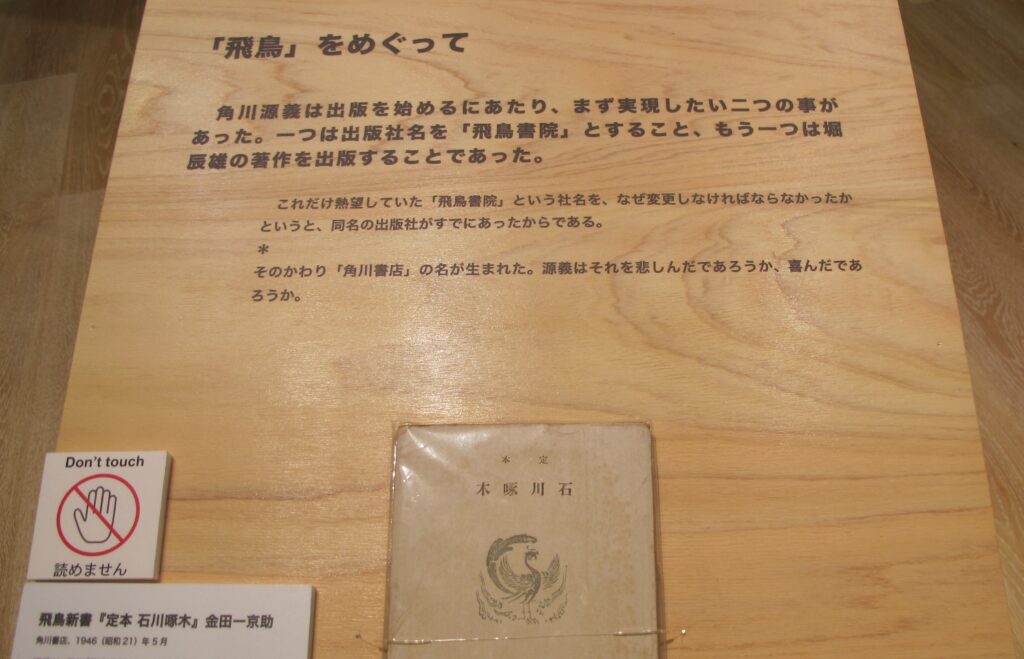 「飛鳥」をめぐって
角川源義は出版を始めるにあたり、まず実現したい二つの事が
あった。一つは出版社名を「飛鳥書院」とすること、もう一つは堀
辰雄の著作を出版することであった。
これだけ熱望していた「飛鳥書院」という社名を、なぜ変更しなければならなかったか
というと、同名の出版社がすでにあったからである。
＊
そのかわり「角川書店」の名が生まれた。源義はそれを悲しんだであろうか、喜んだであ
ろうか。
定本
石川啄木
Don't touch
読めません
飛鳥新書『定本 石川啄木』金田一京助
角川書店、1946（昭和21）年5月